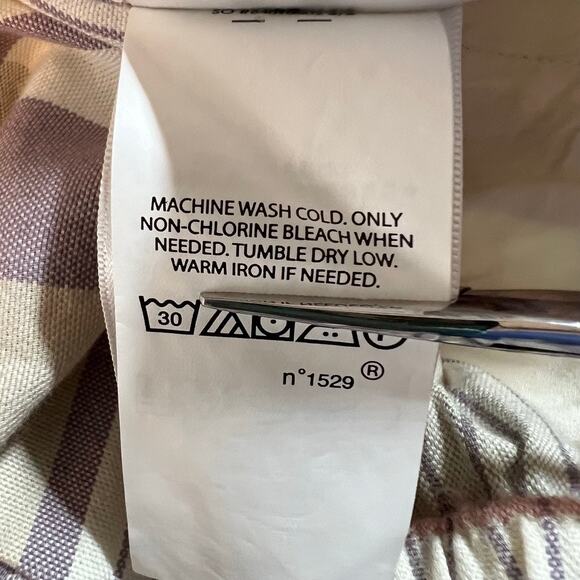 MACHINE WASH COLD. ONLY
NON-CHLORINE BLEACH WHEN
NEEDED. TUMBLE DRY LOW.
WARM IRON IF NEEDED.
30
n°1529 ®